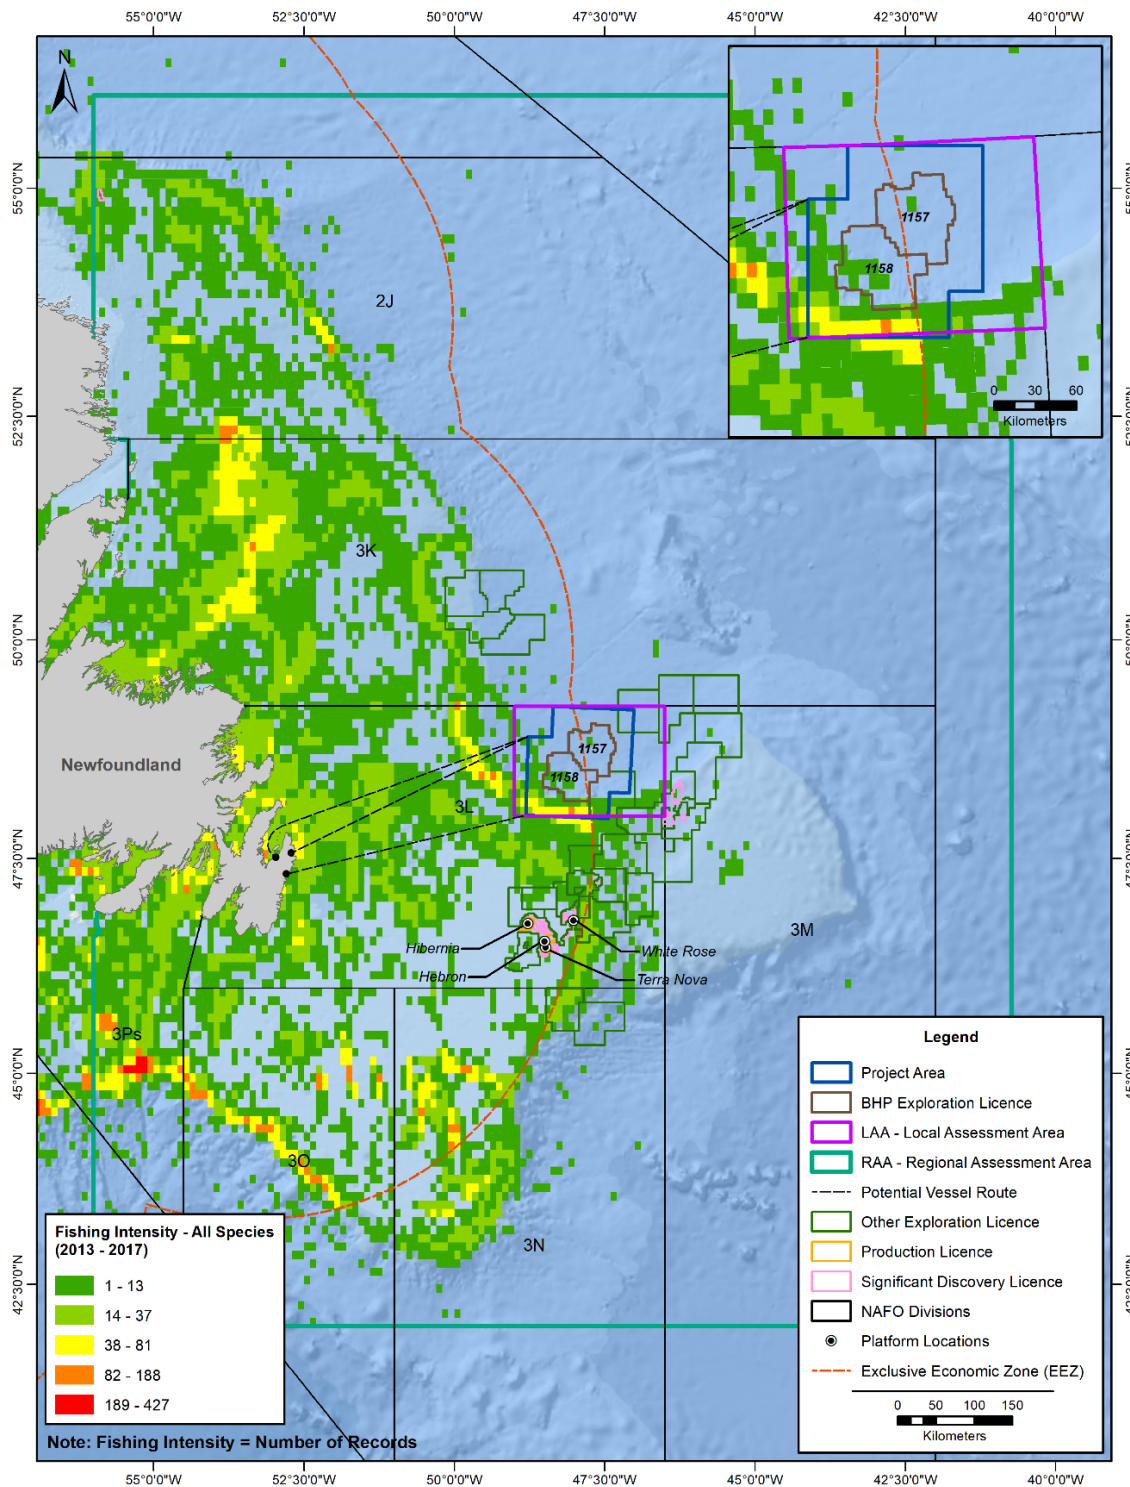 55°0'0"W
52°30'0"W
50°0'0"W
47°30'0"W
45°0'0"W
42°30'0"W
40°0'0"W
N
55°0'0"N
52°30'0"N
50°0'0"N
47°30'0"N
45°0'0"N
42°30'0"N
1157
1158
0 30 60
Kilometers
2J
3K
1157
1158
Newfoundland
3L
3M
Hibernia
White Rose
Hebron
Terra Nova
3Ps
3O
3N
Fishing Intensity - All Species
(2013 - 2017)
1 - 13
14 - 37
38 - 81
82 - 188
189 - 427
Note: Fishing Intensity = Number of Records
Legend
Project Area
BHP Exploration Licence
LAA - Local Assessment Area
RAA - Regional Assessment Area
Potential Vessel Route
Other Exploration Licence
Production Licence
Significant Discovery Licence
NAFO Divisions
Platform Locations
Exclusive Economic Zone (EEZ)
0 50 100 150
Kilometers
55°0'0"W
52°30'0"W
50°0'0"W
47°30'0"W
45°0'0"W
42°30'0"W
40°0'0"W